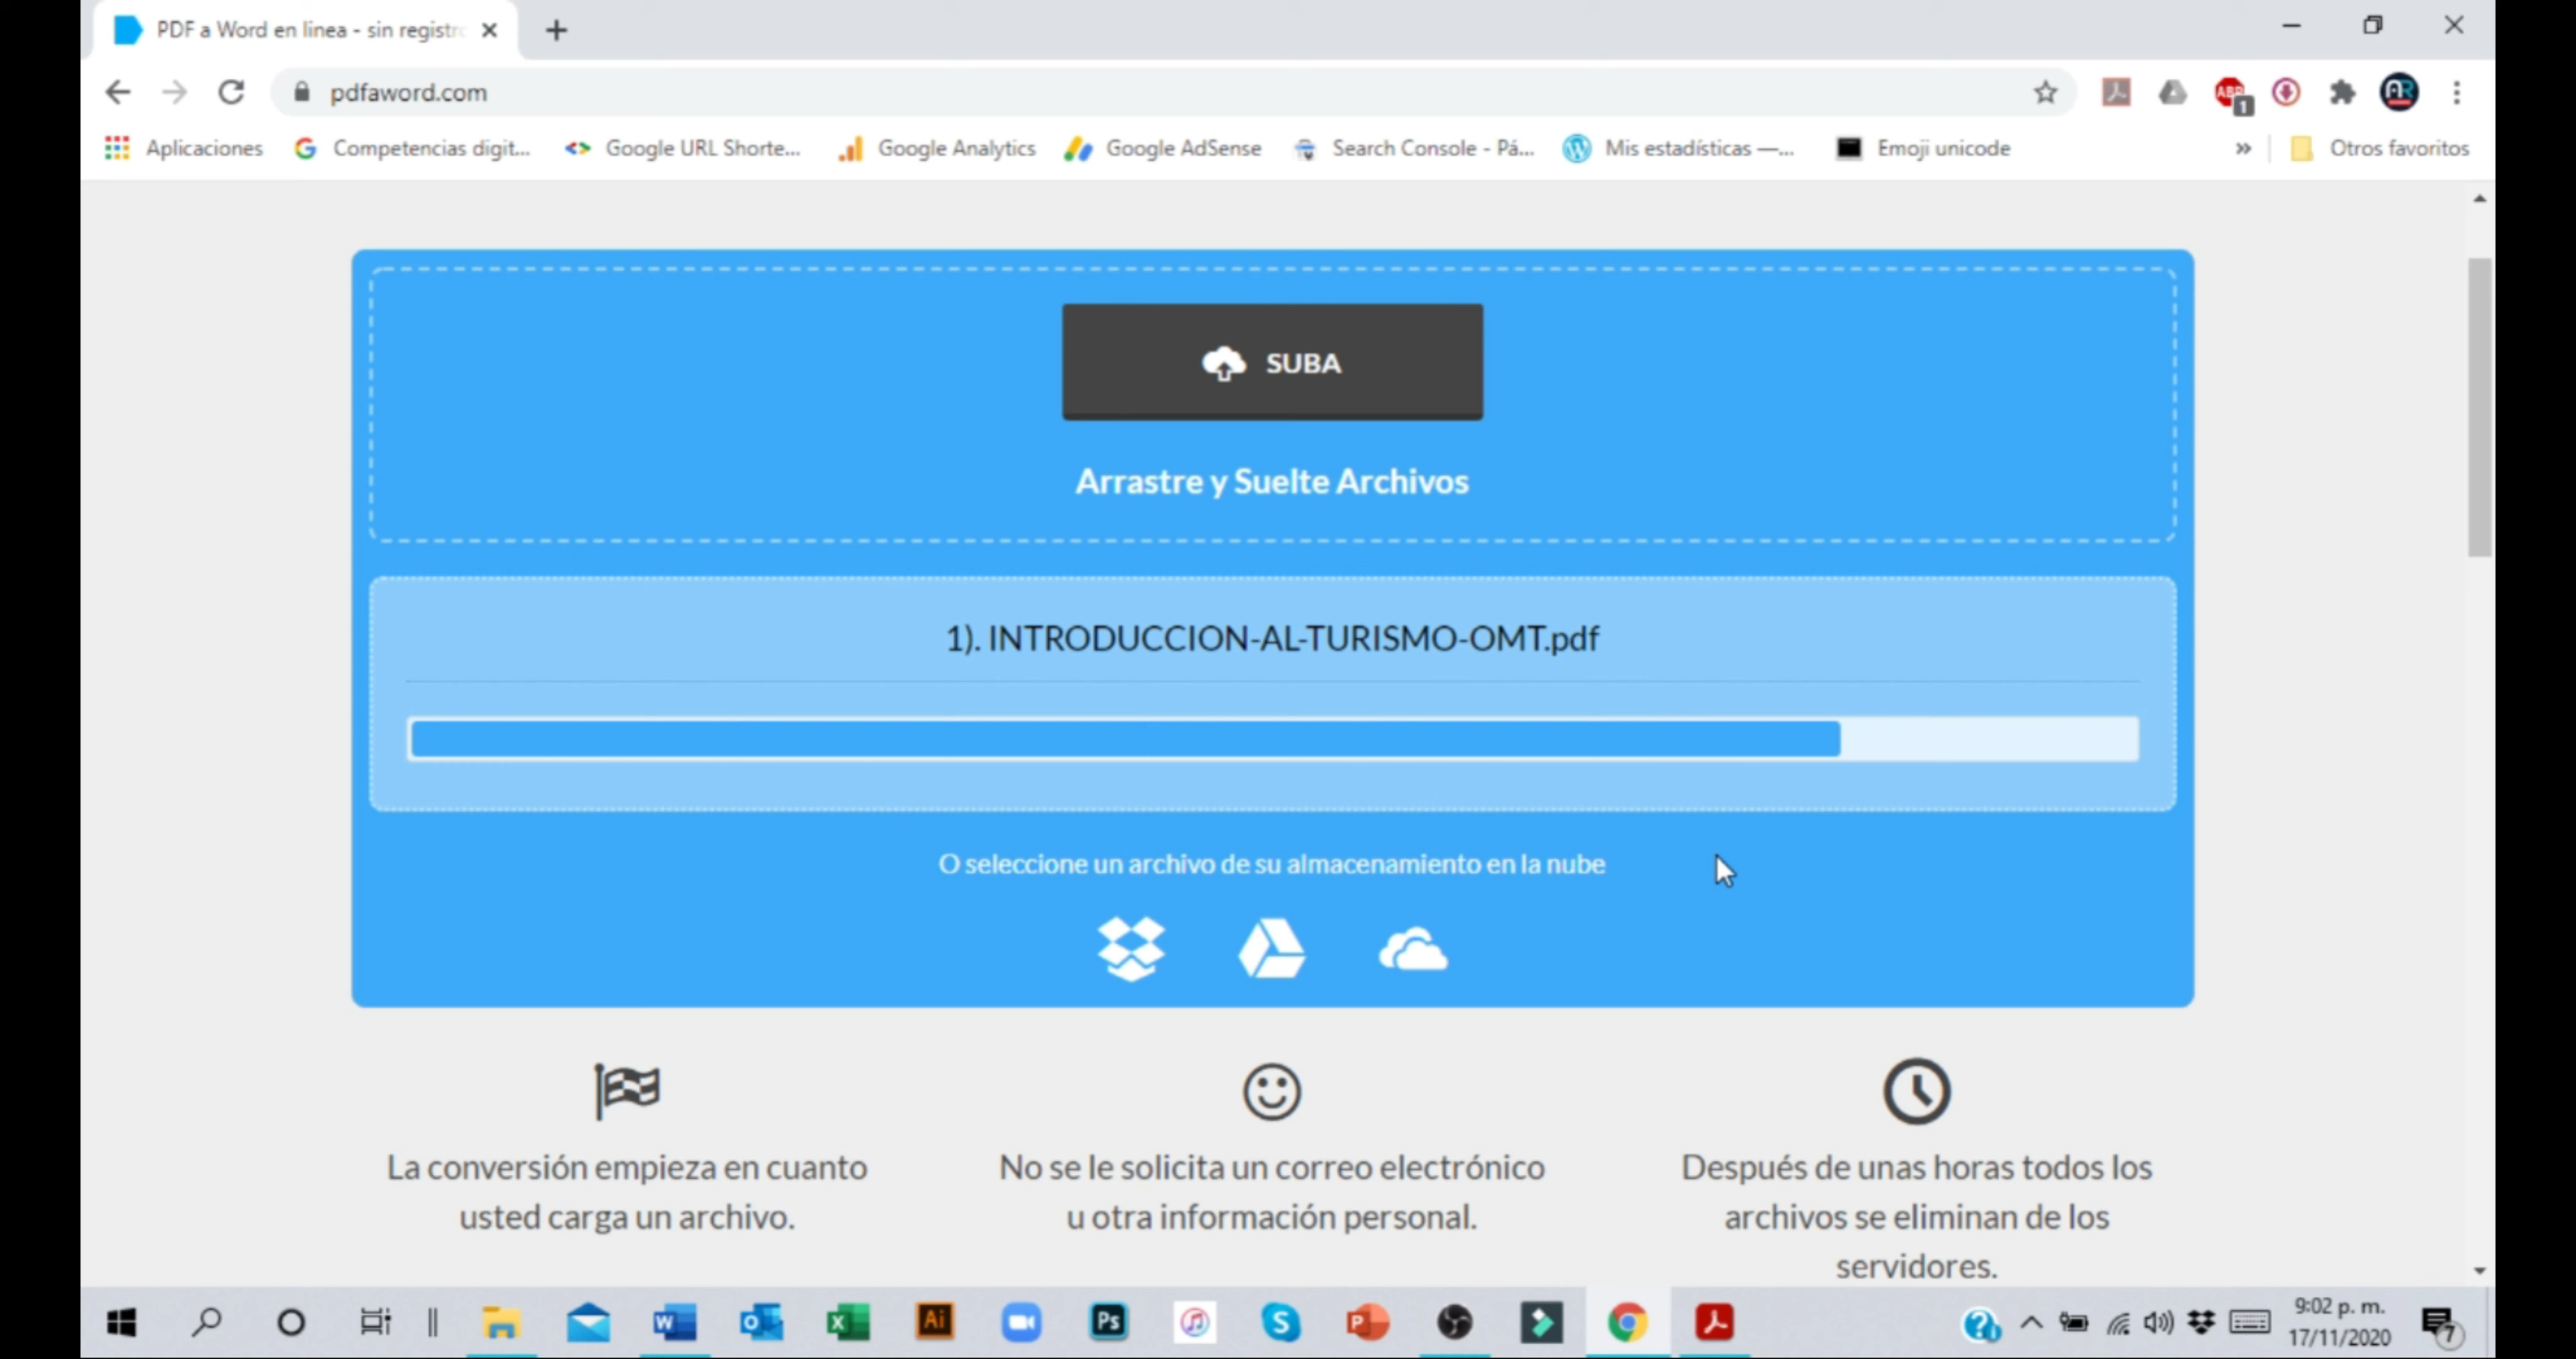 PDF a Word en linea - sin registro
pdfaword.com
Aplicaciones Competencias digit... Google URL Shorte... Google Analytics Google AdSense Search Console - Pá... Mis estadísticas —... Emoji unicode » Otros favoritos
SUBA
Arrastre y Suelte Archivos
1). INTRODUCCION-AL-TURISMO-OMT.pdf
O seleccione un archivo de su almacenamiento en la nube
La conversión empieza en cuanto
usted carga un archivo.
No se le solicita un correo electrónico
u otra información personal.
Después de unas horas todos los
archivos se eliminan de los
servidores.
9:02 p. m.
17/11/2020